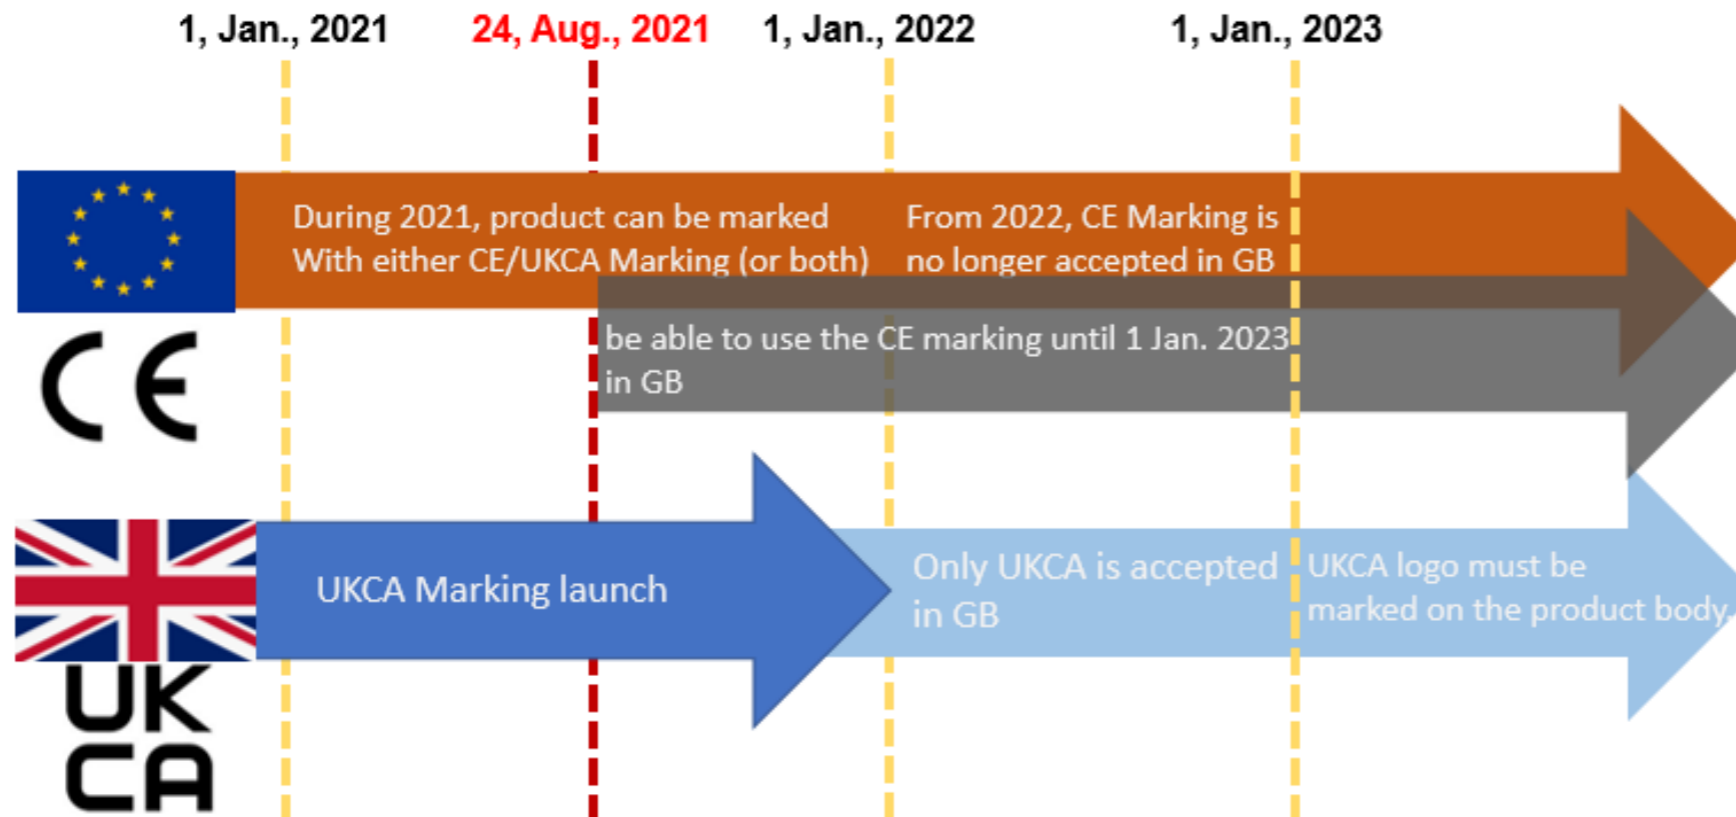 1, Jan., 2021
24, Aug., 2021
1, Jan., 2022
1, Jan., 2023
During 2021, product can be marked
With either CE/UKCA Marking (or both)
From 2022, CE Marking is
no longer accepted in GB
be able to use the CE marking until 1 Jan. 2023
in GB
CE
UKCA Marking launch
Only UKCA is accepted
in GB
UKCA logo must be
marked on the product body.
UK
CA